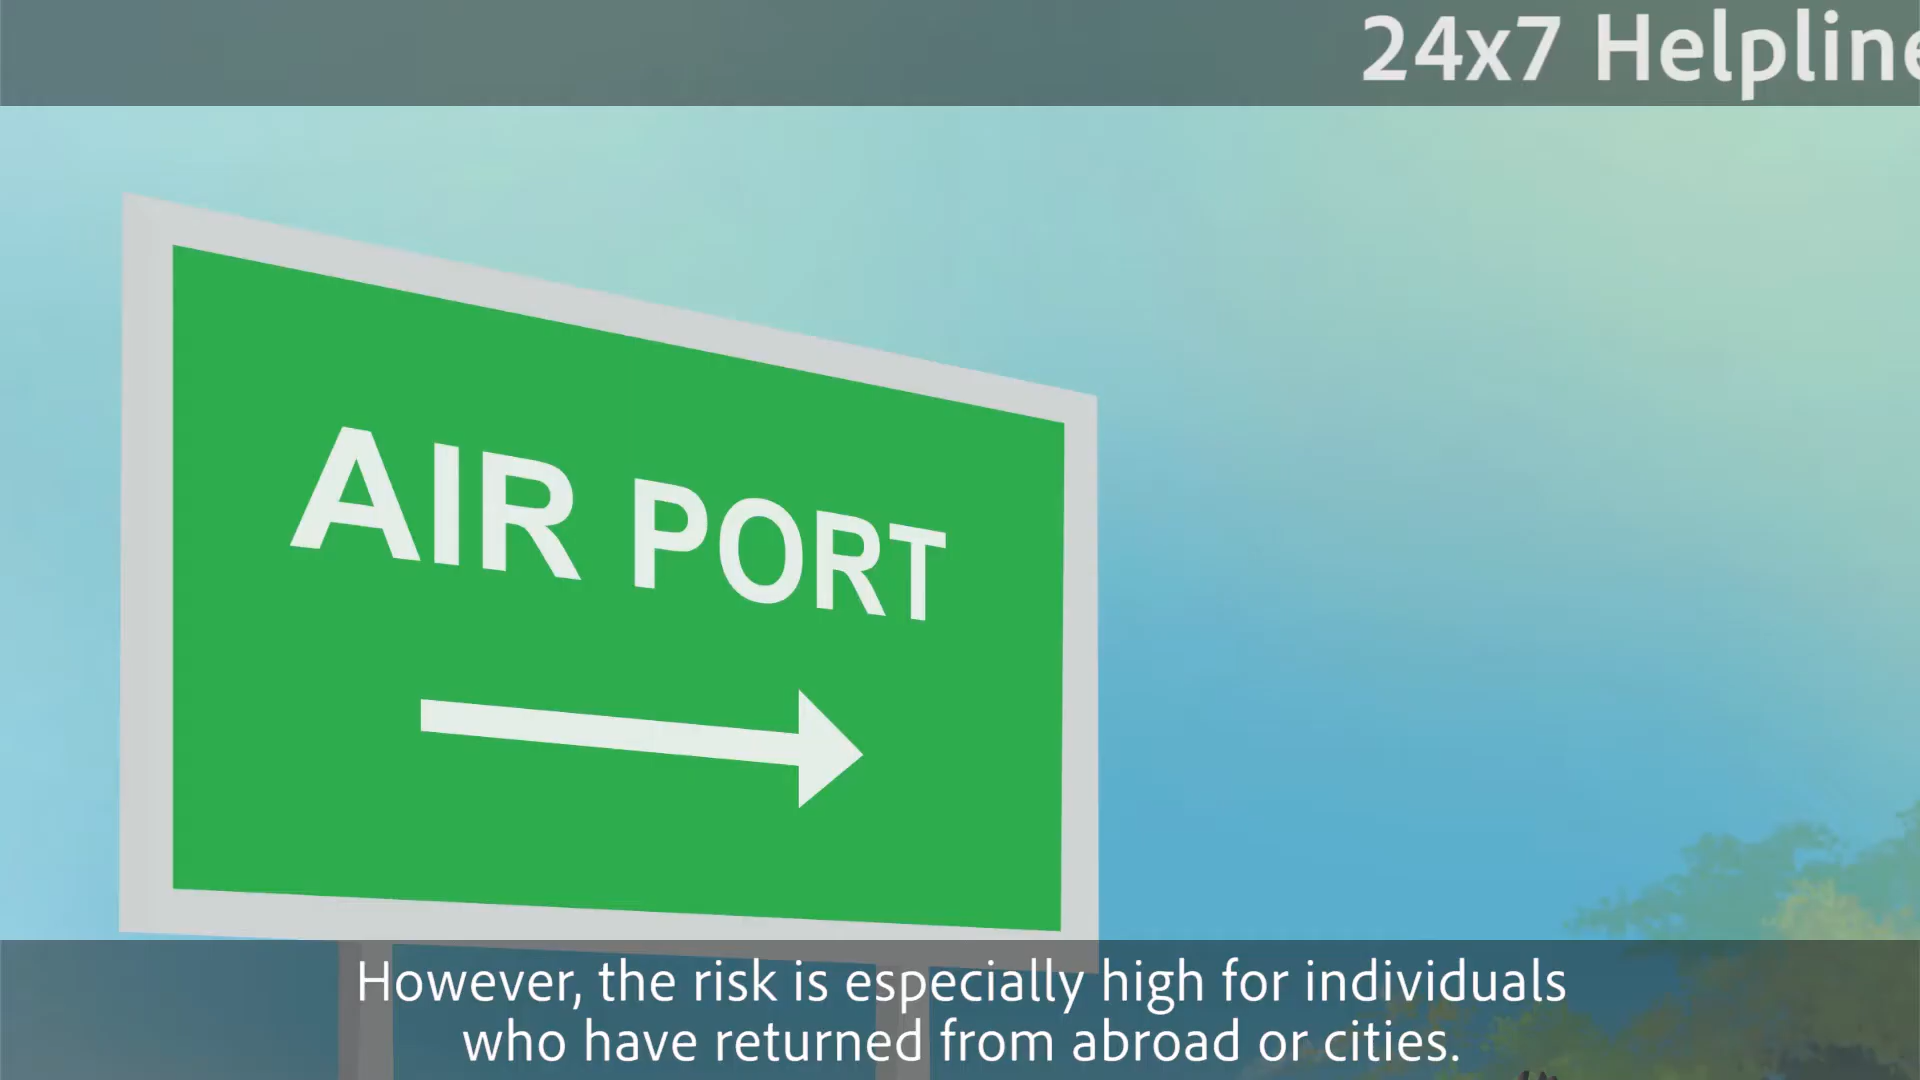 24x7 Helpline
AIR PORT
However, the risk is especially high for individuals
who have returned from abroad or cities.